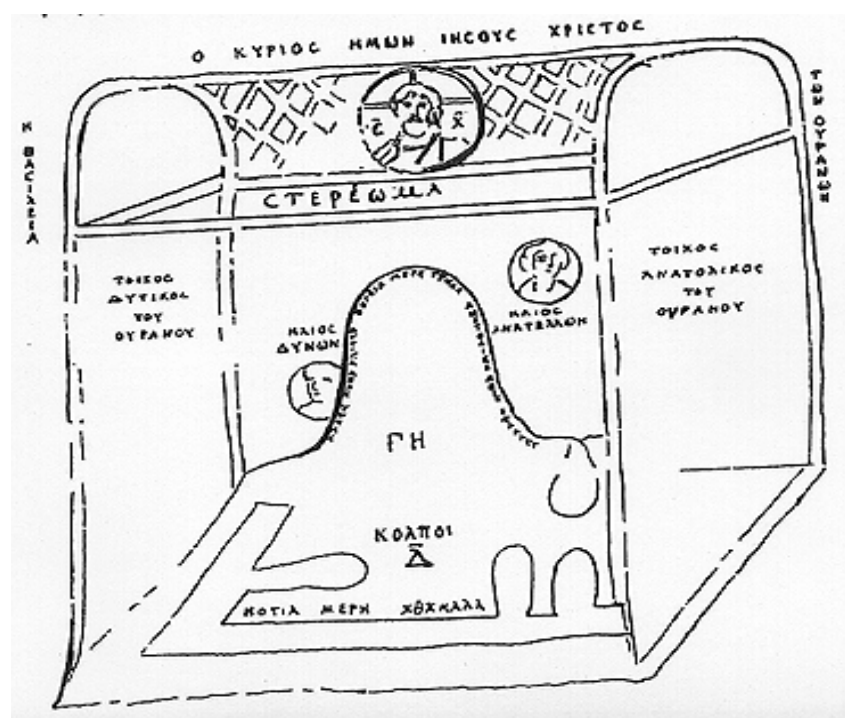 Ο ΚΥΡΙΟΣ ΗΜΩΝ ΙΗΣΟΥΣ ΧΡΙΣΤΟΣ
Η ΒΑΣΙΛΕΙΑ
ΤΩΝ ΟΥΡΑΝΩΝ
ΣΤΕΡΕΩΜΑ
ΤΟΙΧΟΣ
ΔΥΤΙΚΟΣ
ΤΟΥ
ΟΥΡΑΝΟΥ
ΤΟΙΧΟΣ
ΑΝΑΤΟΛΙΚΟΣ
ΤΟΥ
ΟΥΡΑΝΟΥ
ΗΛΙΟΣ
ΔΥΝΩΝ
ΗΛΙΟΣ
ΑΝΑΤΕΛΛΩΝ
ΓΗ
ΚΟΛΠΟΙ
Δ̄
ΝΟΤΙΑ ΜΕΡΗ ΧΘΑΜΑΛΑ